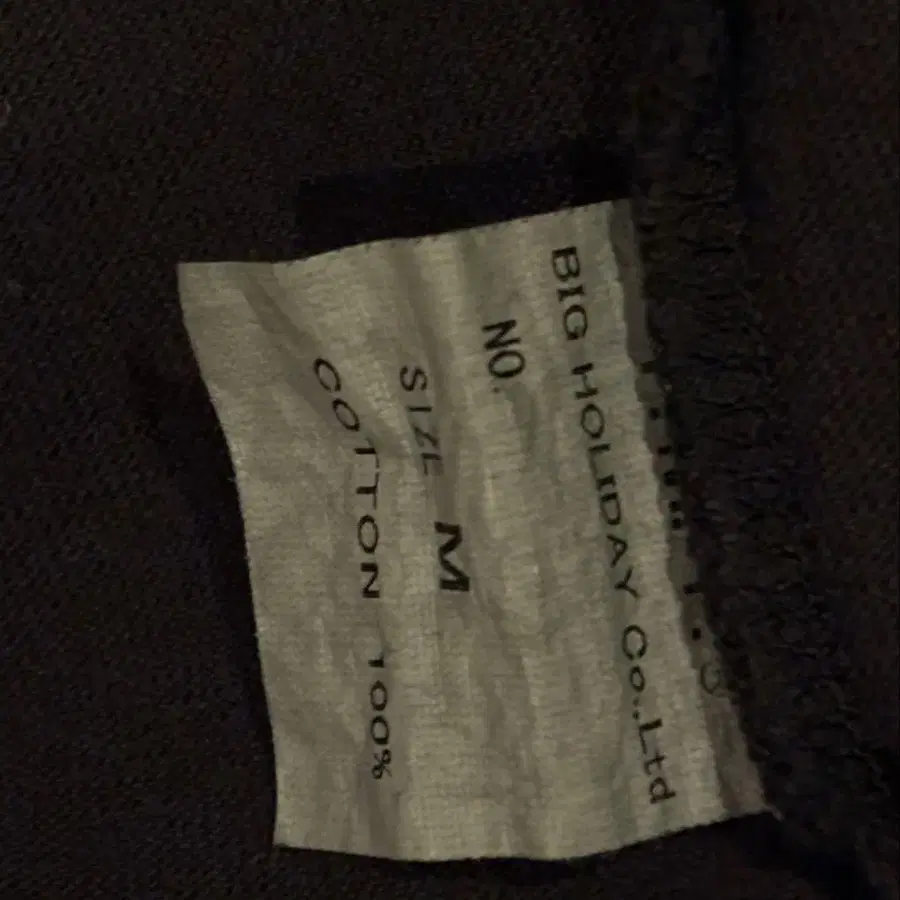 BIG HOLIDAY Co.,Ltd
NO.
SIZE M
COTTON 100%